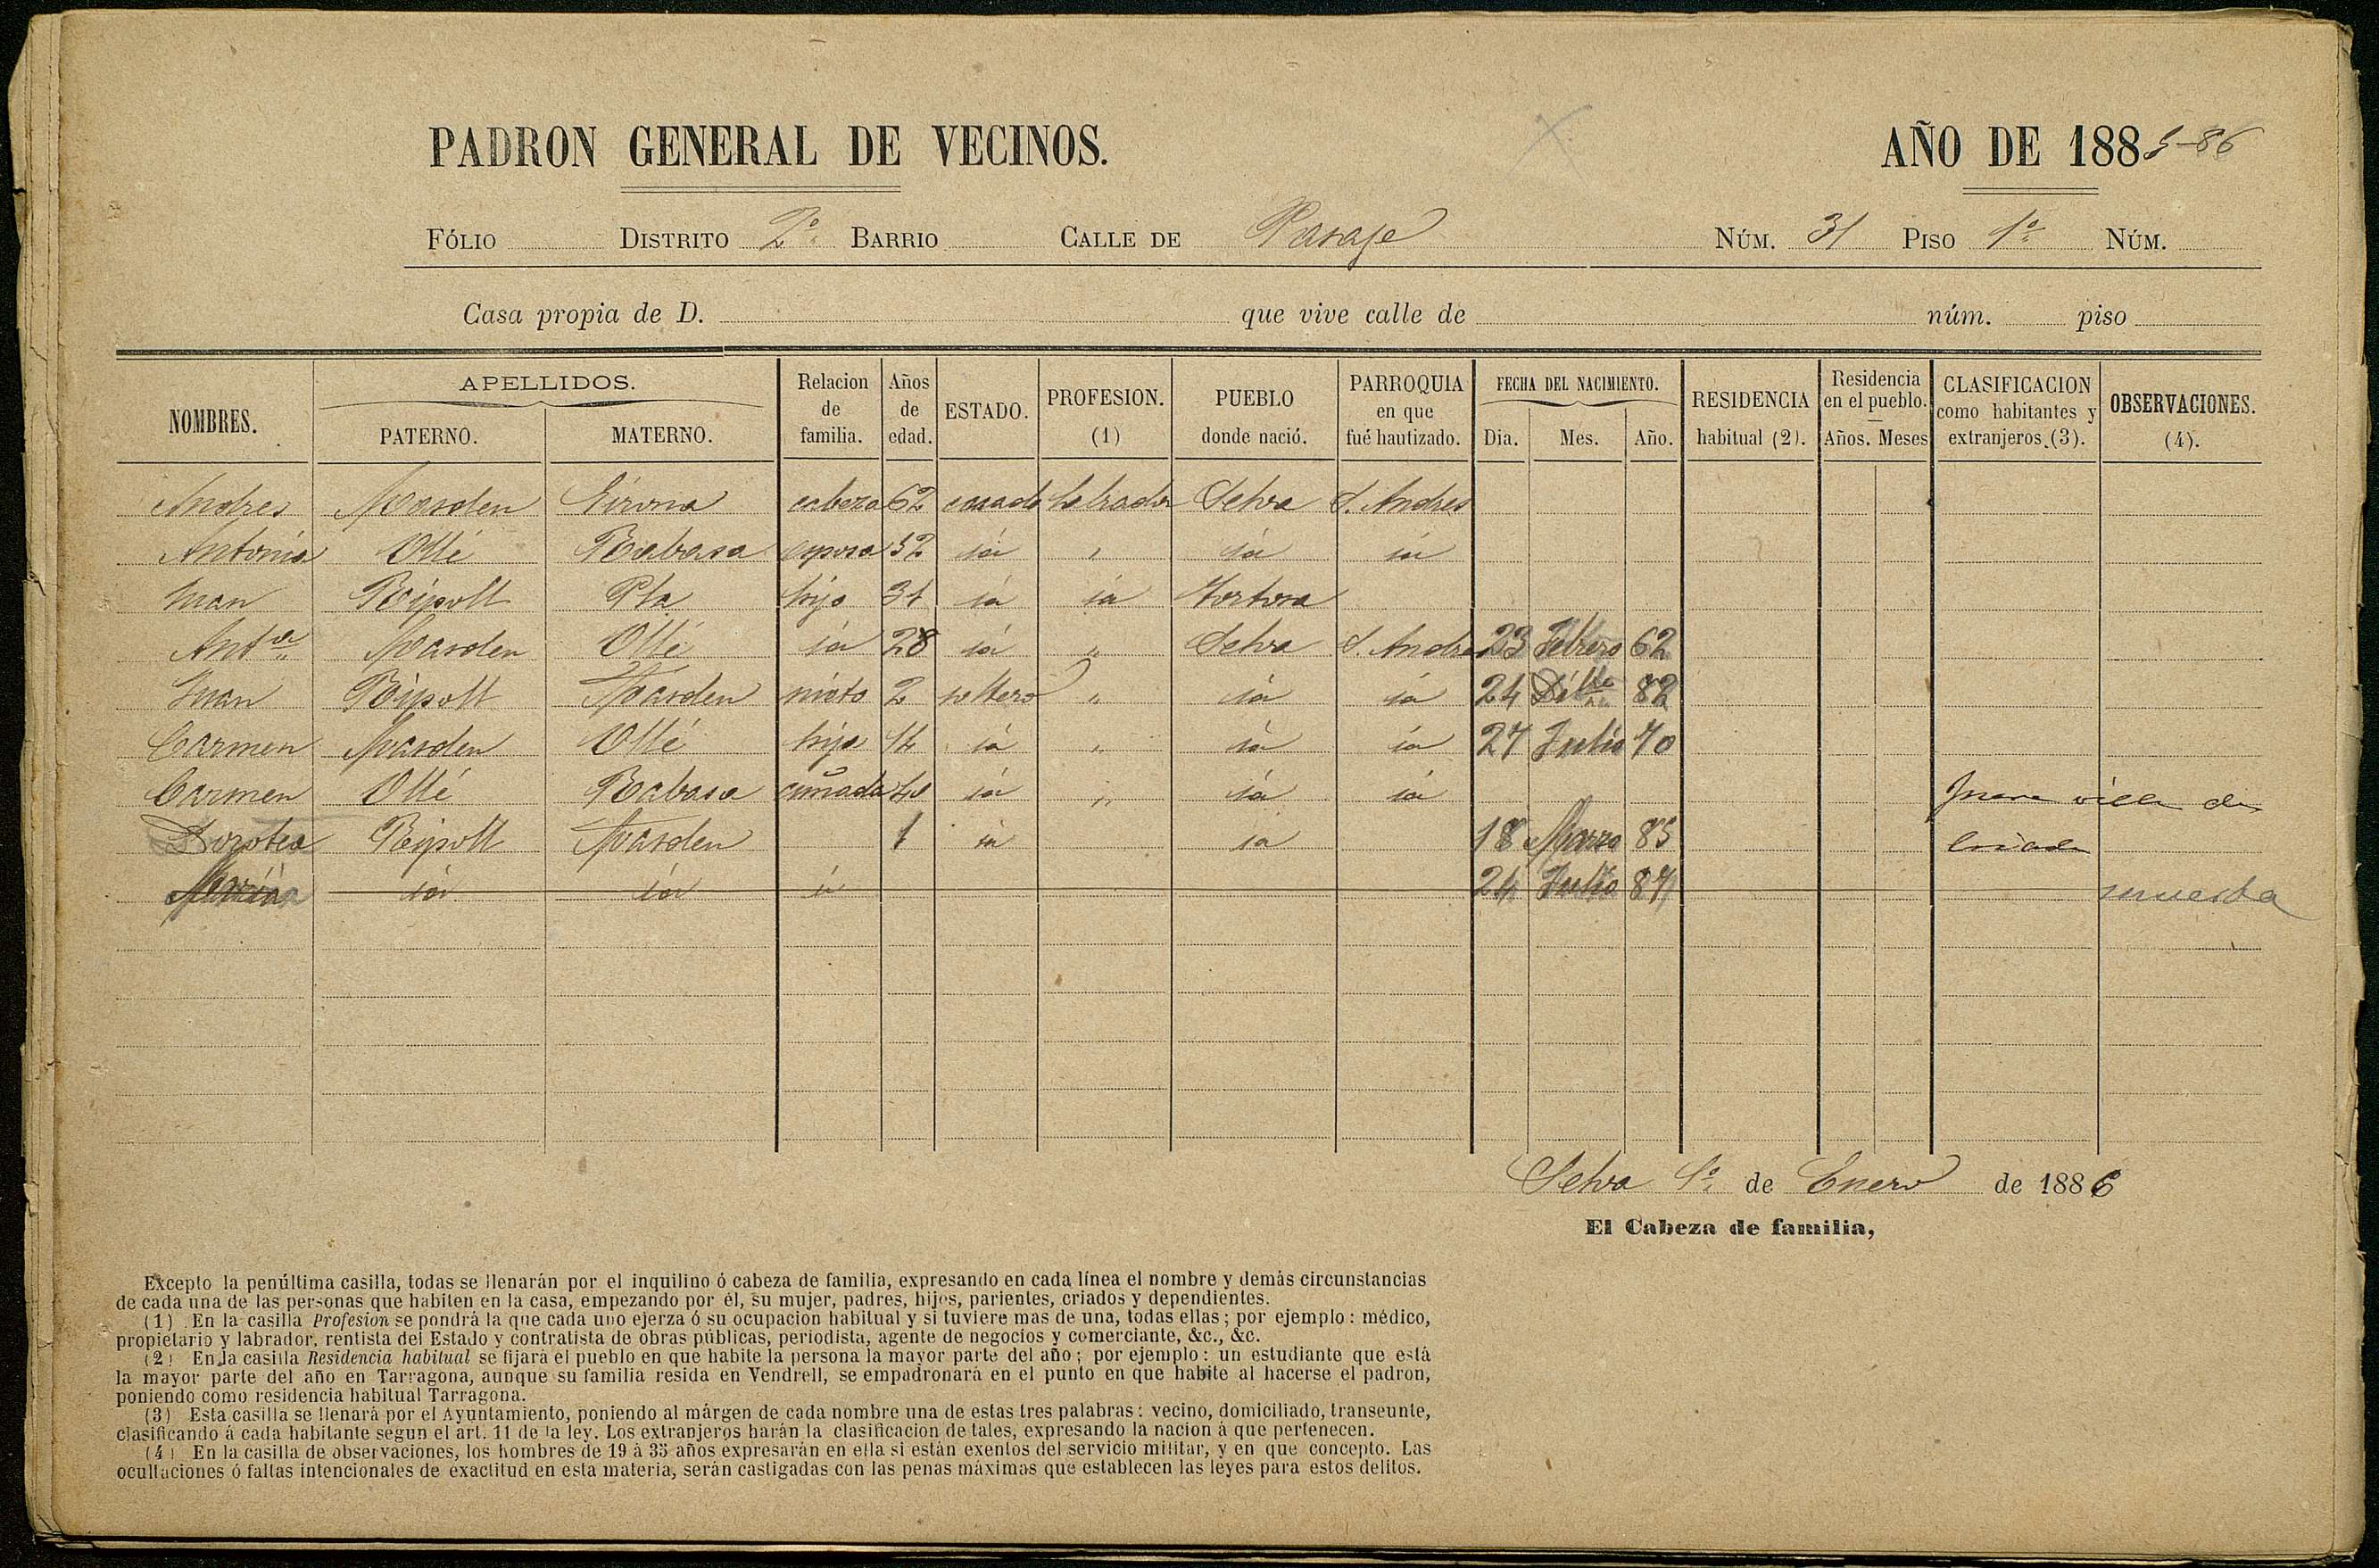 PADRON GENERAL DE VECINOS. AÑO DE 1885-86
FÓLIO DISTRITO 2º BARRIO CALLE DE Pasaje NÚM. 31 PISO 1º NÚM.
Casa propia de D. que vive calle de núm. piso
NOMBRES. APELLIDOS. PATERNO. MATERNO. Relacion de familia. Años de edad. ESTADO. PROFESION. (1) PUEBLO donde nació. PARROQUIA en que fué bautizado. FECHA DEL NACIMIENTO. Dia. Mes. Año. RESIDENCIA habitual (2). Residencia en el pueblo. Años. Meses CLASIFICACION como habitantes y extranjeros.(3). OBSERVACIONES. (4).
Andres Masden Girona cabeza 62 casado labrador Selva S. Andres
Antonia Ollé Rabasa esposa 52 id " id id
Juan Ripoll Pla hijo 31 id id Tortosa
Antª Masden Ollé id 28 id " Selva S. Andres 23 Febrero 62
Juan Ripoll Masden nieto 2 soltero " id id 24 82
Carmen Masden Ollé hija 14 id " id id 27 Julio 70
Carmen Ollé Rabasa cuñada id " id id
Dorotea Ripoll Masden 1 id id 18 Marzo 85 criada
Maria id id id 24 Julio 87 muerta
Selva 1º de Enero de 1886
El Cabeza de familia,
Excepto la penúltima casilla, todas se llenarán por el inquilino ó cabeza de familia, expresando en cada línea el nombre y demás circunstancias
de cada una de las personas que habiten en la casa, empezando por él, su mujer, padres, hijos, parientes, criados y dependientes.
(1) En la casilla Profesion se pondrá la que cada uno ejerza ó su ocupacion habitual y si tuviere mas de una, todas ellas; por ejemplo: médico,
propietario y labrador, rentista del Estado y contratista de obras públicas, periodista, agente de negocios y comerciante, &c., &c.
(2) En la casilla Residencia habitual se fijará el pueblo en que habite la persona la mayor parte del año; por ejemplo: un estudiante que está
la mayor parte del año en Tarragona, aunque su familia resida en Vendrell, se empadronará en el punto en que habite al hacerse el padron,
poniendo como residencia habitual Tarragona.
(3) Esta casilla se llenará por el Ayuntamiento, poniendo al márgen de cada nombre una de estas tres palabras: vecino, domiciliado, transeunte,
clasificando á cada habitante segun el art. 11 de la ley. Los extranjeros harán la clasificacion de tales, expresando la nacion á que pertenecen.
(4) En la casilla de observaciones, los hombres de 19 á 35 años expresarán en ella si están exentos del servicio militar, y en que concepto. Las
ocultaciones ó faltas intencionales de exactitud en esta materia, serán castigadas con las penas máximas que establecen las leyes para estos delitos.